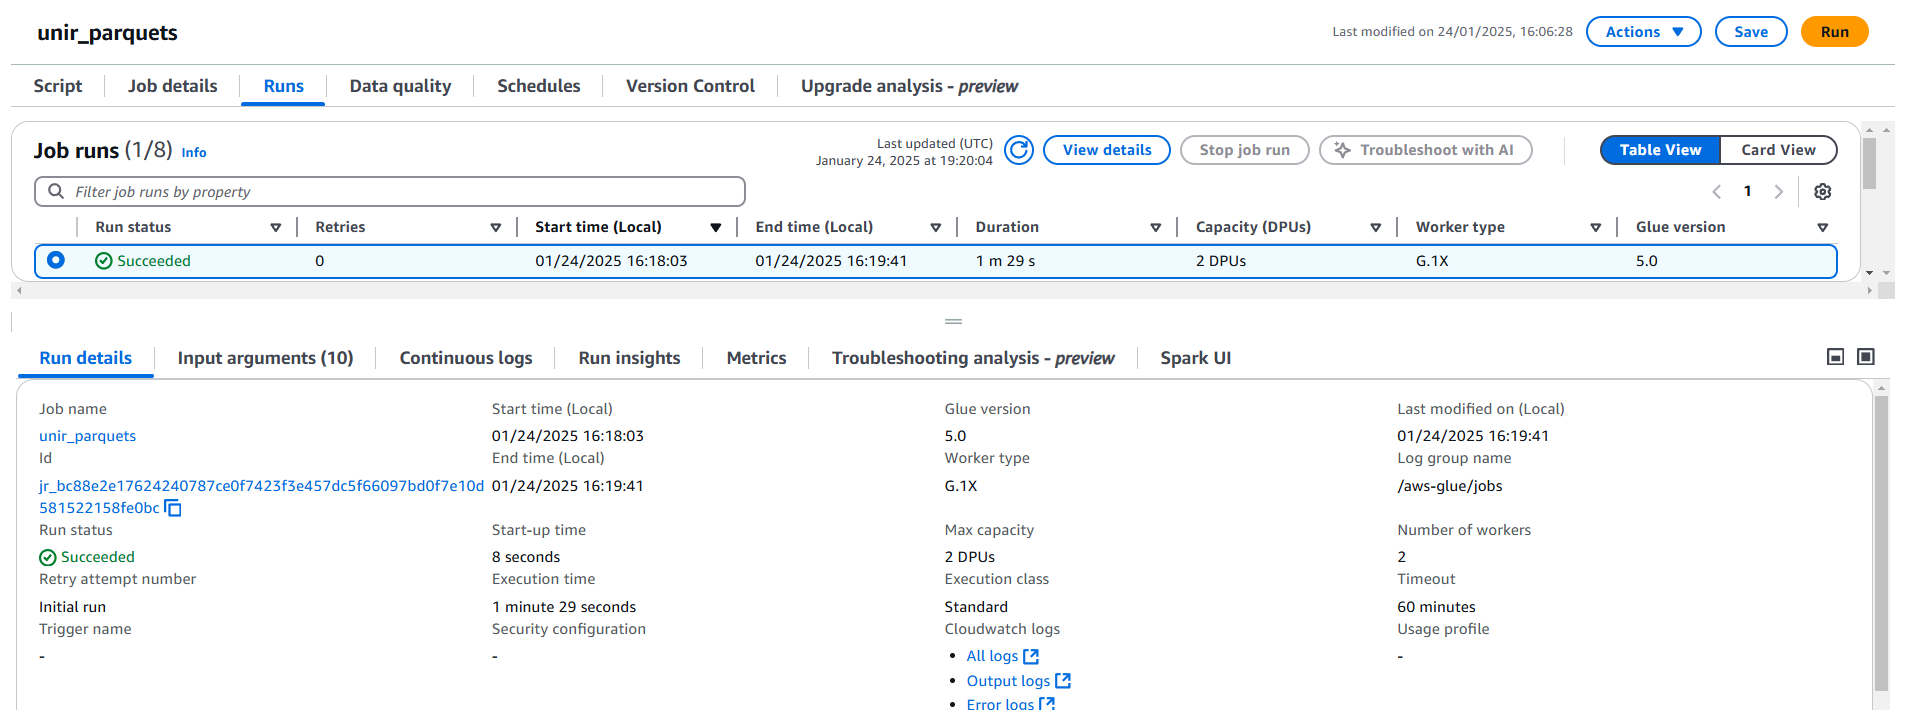 unir_parquets
Last modified on 24/01/2025, 16:06:28
Actions
Save
Run
Script
Job details
Runs
Data quality
Schedules
Version Control
Upgrade analysis - preview
Job runs (1/8) Info
Last updated (UTC)
January 24, 2025 at 19:20:04
View details
Stop job run
Troubleshoot with AI
Table View
Card View
Filter job runs by property
1
Run status Retries Start time (Local) End time (Local) Duration Capacity (DPUs) Worker type Glue version
Succeeded 0 01/24/2025 16:18:03 01/24/2025 16:19:41 1 m 29 s 2 DPUs G.1X 5.0
Run details
Input arguments (10)
Continuous logs
Run insights
Metrics
Troubleshooting analysis - preview
Spark UI
Job name
unir_parquets
Id
jr_bc88e2e17624240787ce0f7423f3e457dc5f66097bd0f7e10d
581522158fe0bc
Run status
Succeeded
Retry attempt number
Initial run
Trigger name
-
Start time (Local)
01/24/2025 16:18:03
End time (Local)
01/24/2025 16:19:41
Start-up time
8 seconds
Execution time
1 minute 29 seconds
Security configuration
-
Glue version
5.0
Worker type
G.1X
Max capacity
2 DPUs
Execution class
Standard
Cloudwatch logs
• All logs
• Output logs
• Error logs
Last modified on (Local)
01/24/2025 16:19:41
Log group name
/aws-glue/jobs
Number of workers
2
Timeout
60 minutes
Usage profile
-